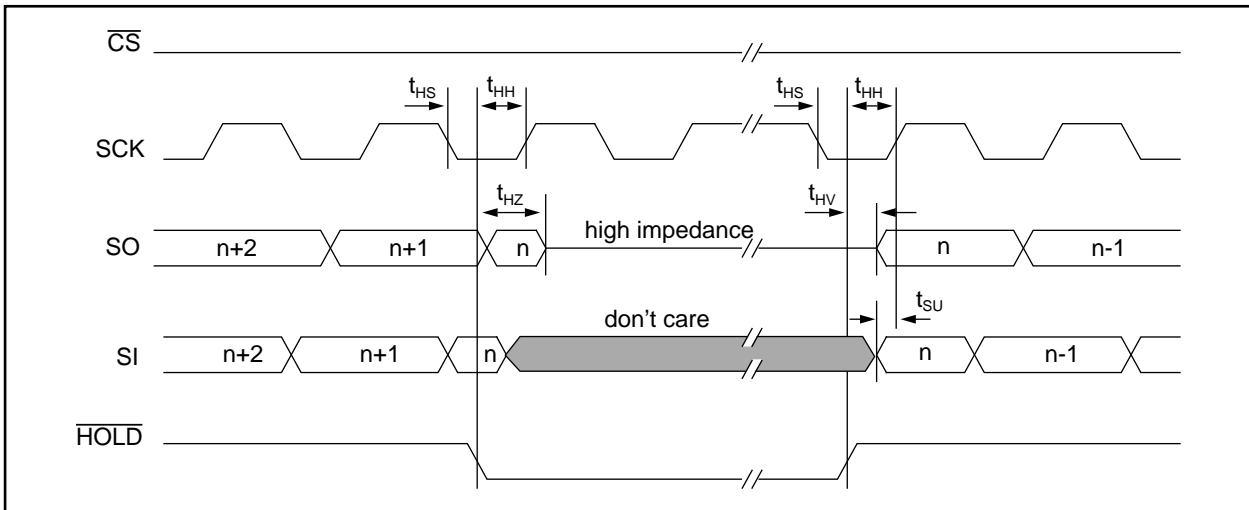 CS
tHS tHH tHS tHH
SCK
tHZ tHV
high impedance
SO n+2 n+1 n n n-1
tSU
don't care
SI n+2 n+1 n n n-1
HOLD